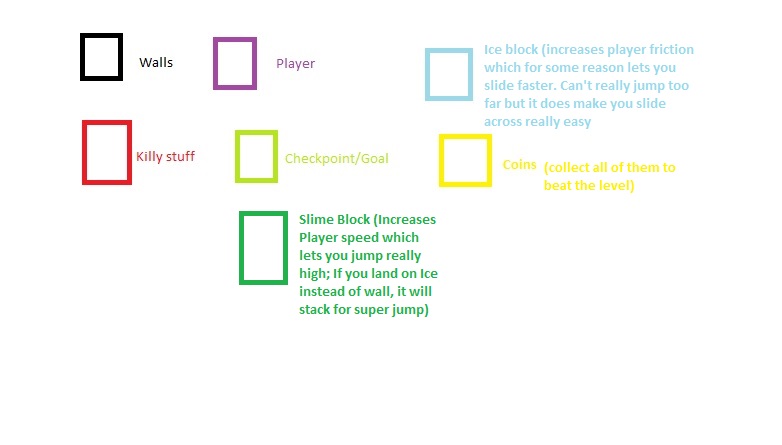 Walls
Player
Ice block (increases player friction
which for some reason lets you
slide faster. Can't really jump too
far but it does make you slide
across really easy
Killy stuff
Checkpoint/Goal
Coins
(collect all of them to
beat the level)
Slime Block (Increases
Player speed which
lets you jump really
high; If you land on Ice
instead of wall, it will
stack for super jump)